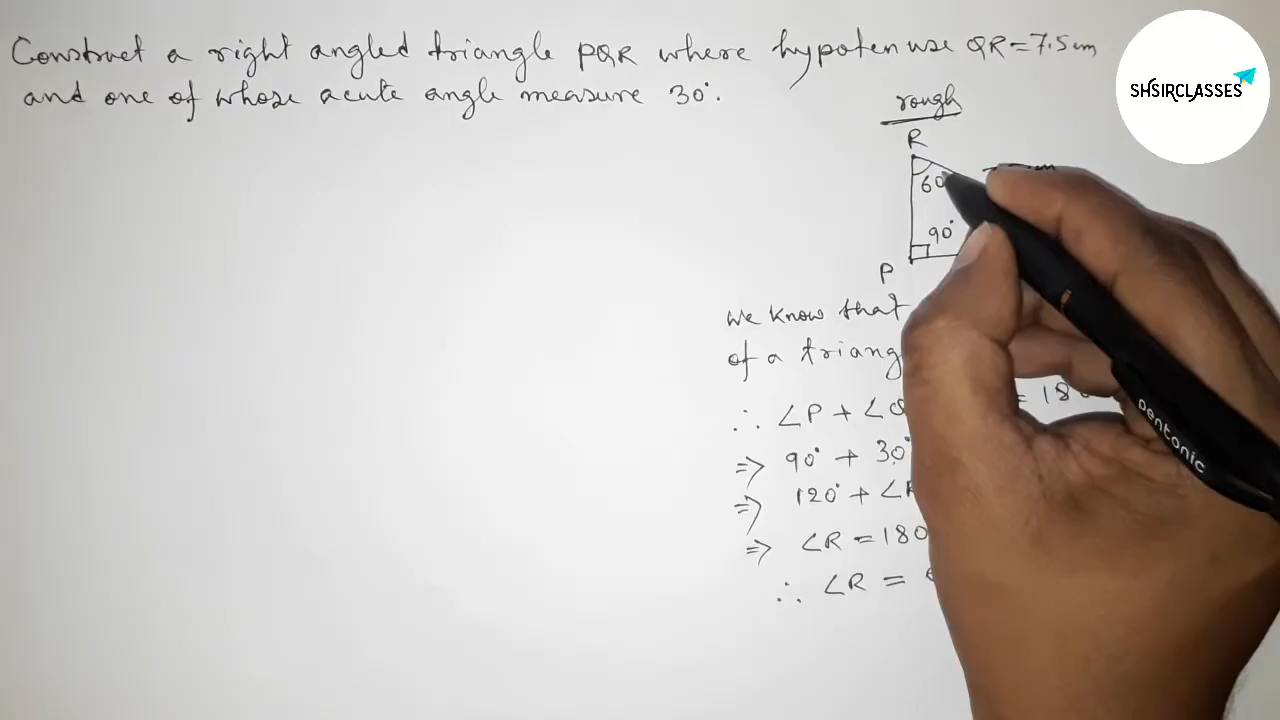 Construct a right angled triangle PQR where hypotenuse QR = 7.5 cm
and one of whose acute angle measure 30°.
SHSIRCLASSES
rough
R
60
90°
P
We know that
of a triang
∴ ∠P + ∠Q = 180
⇒ 90° + 30°
⇒ 120° + ∠R
⇒ ∠R = 180
∴ ∠R =
pentonic